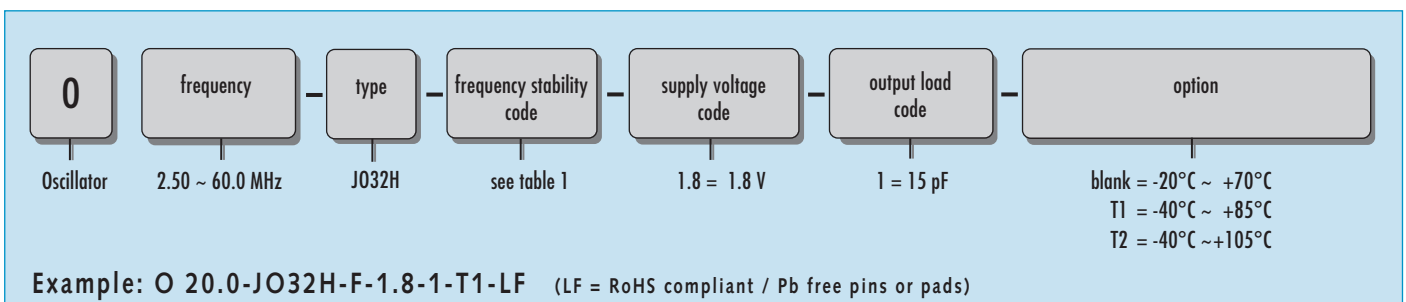 O
frequency
–
type
–
frequency stability
code
–
supply voltage
code
–
output load
code
–
option
Oscillator
2.50 ~ 60.0 MHz
JO32H
see table 1
1.8 = 1.8 V
1 = 15 pF
blank = -20°C ~ +70°C
T1 = -40°C ~ +85°C
T2 = -40°C ~+105°C
Example: O 20.0-JO32H-F-1.8-1-T1-LF (LF = RoHS compliant / Pb free pins or pads)